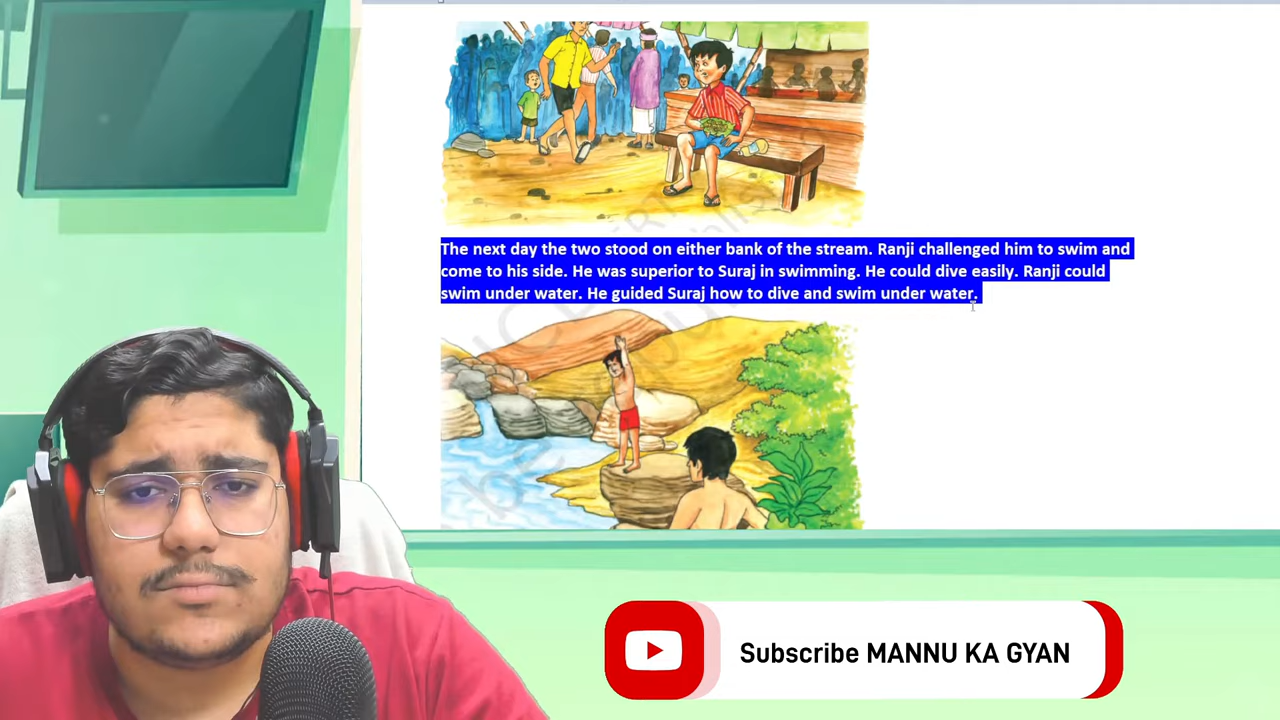 The next day the two stood on either bank of the stream. Ranji challenged him to swim and
come to his side. He was superior to Suraj in swimming. He could dive easily. Ranji could
swim under water. He guided Suraj how to dive and swim under water.
Subscribe MANNU KA GYAN